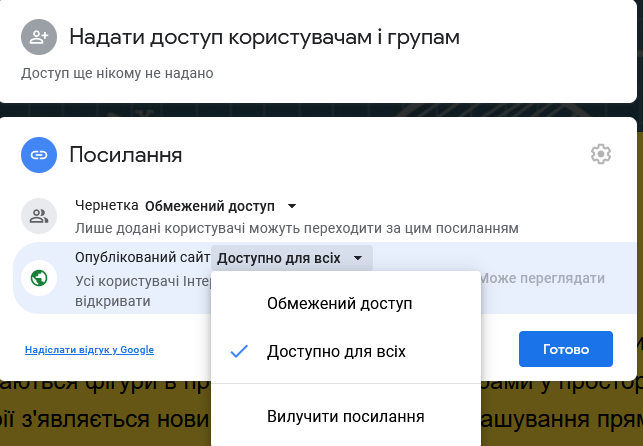 Надати доступ користувачам і групам
Доступ ще нікому не надано
Посилання
Чернетка Обмежений доступ
Лише додані користувачі можуть переходити за цим посиланням
Опублікований сайт Доступно для всіх
Усі користувачі
Може переглядати
відкривати
Обмежений доступ
Доступно для всіх
Вилучити посилання
Надіслати відгук у Google
Готово
фігури в
у
з'являється